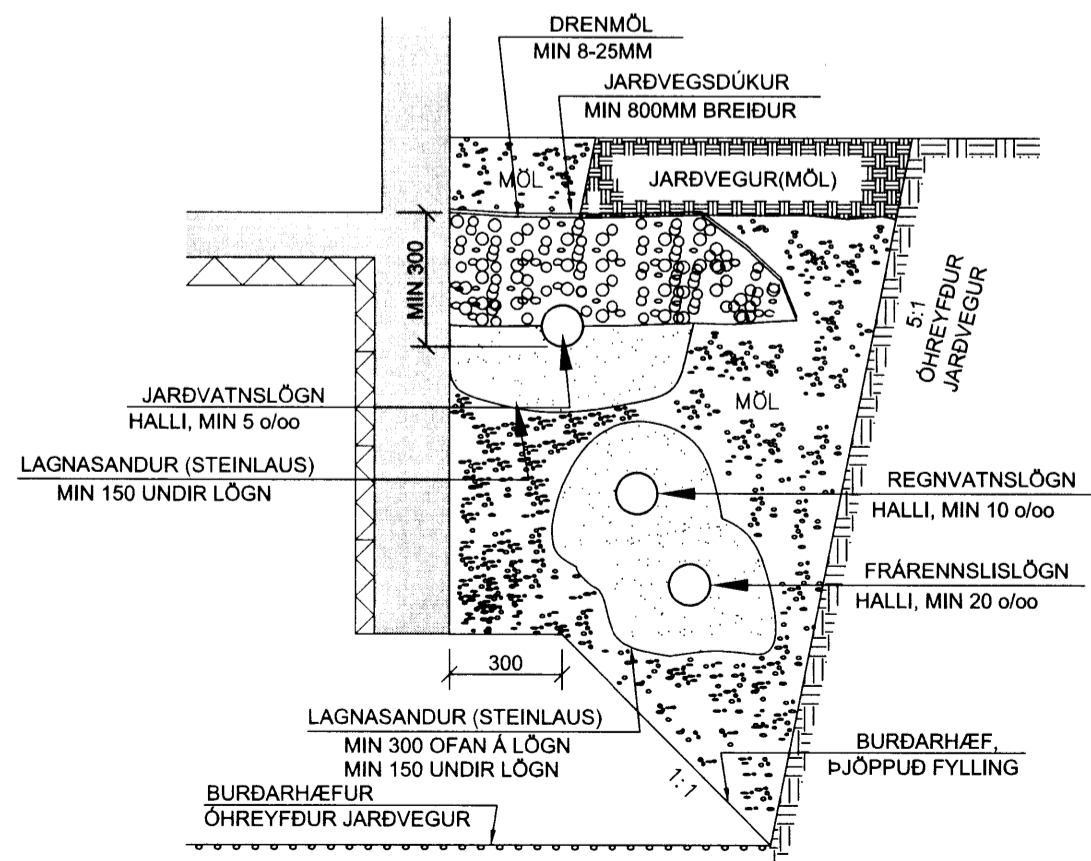 DRENMÖL
MIN 8-25MM
JARÐVEGSDÚKUR
MIN 800MM BREIÐUR
MÖL
JARÐVEGUR(MÖL)
MIN 300
5:1
ÓHREYFÐUR
JARÐVEGUR
MÖL
JARÐVATNSLÖGN
HALLI, MIN 5 o/oo
LAGNASANDUR (STEINLAUS)
MIN 150 UNDIR LÖGN
REGNVATNSLÖGN
HALLI, MIN 10 o/oo
FRÁRENNSLISLÖGN
HALLI, MIN 20 o/oo
300
LAGNASANDUR (STEINLAUS)
MIN 300 OFAN Á LÖGN
MIN 150 UNDIR LÖGN
1:1
BURÐARHÆF,
ÞJÖPPUÐ FYLLING
BURÐARHÆFUR
ÓHREYFÐUR JARÐVEGUR